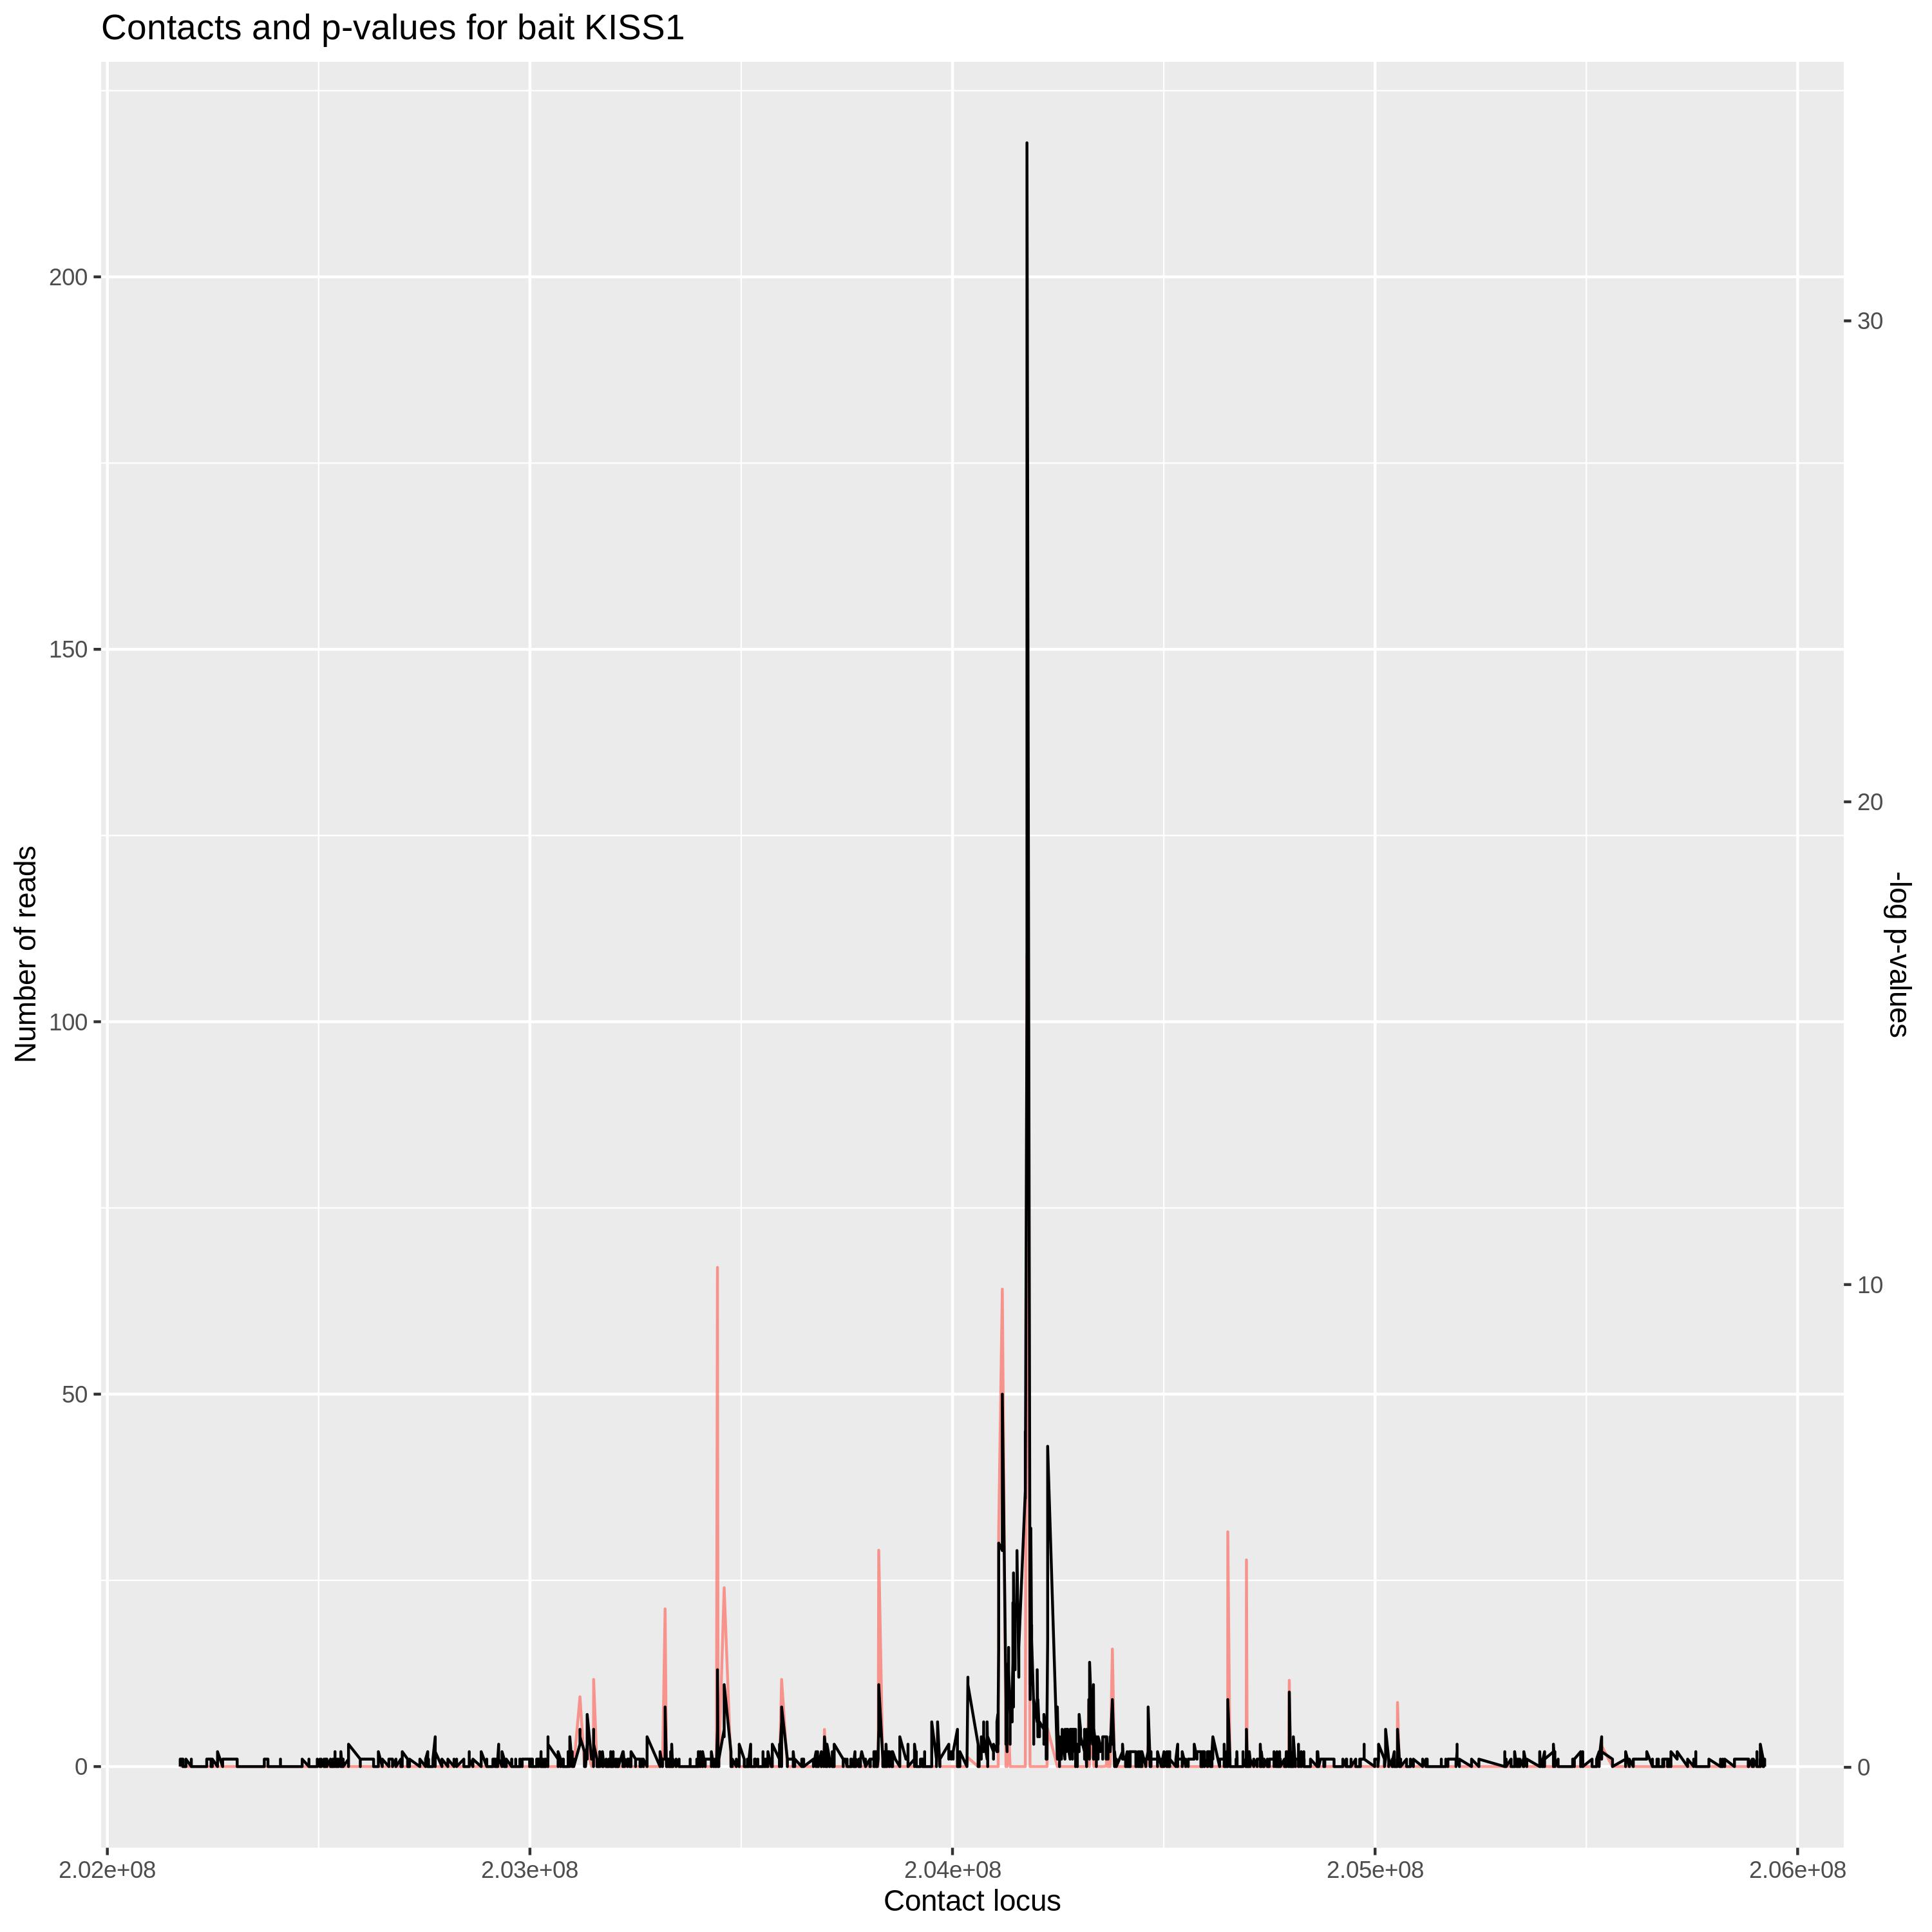 Contacts and p-values for bait KISS1
200
150
100
50
0
30
20
10
0
Number of reads
-log p-values
2.02e+08 2.03e+08 2.04e+08 2.05e+08 2.06e+08
Contact locus